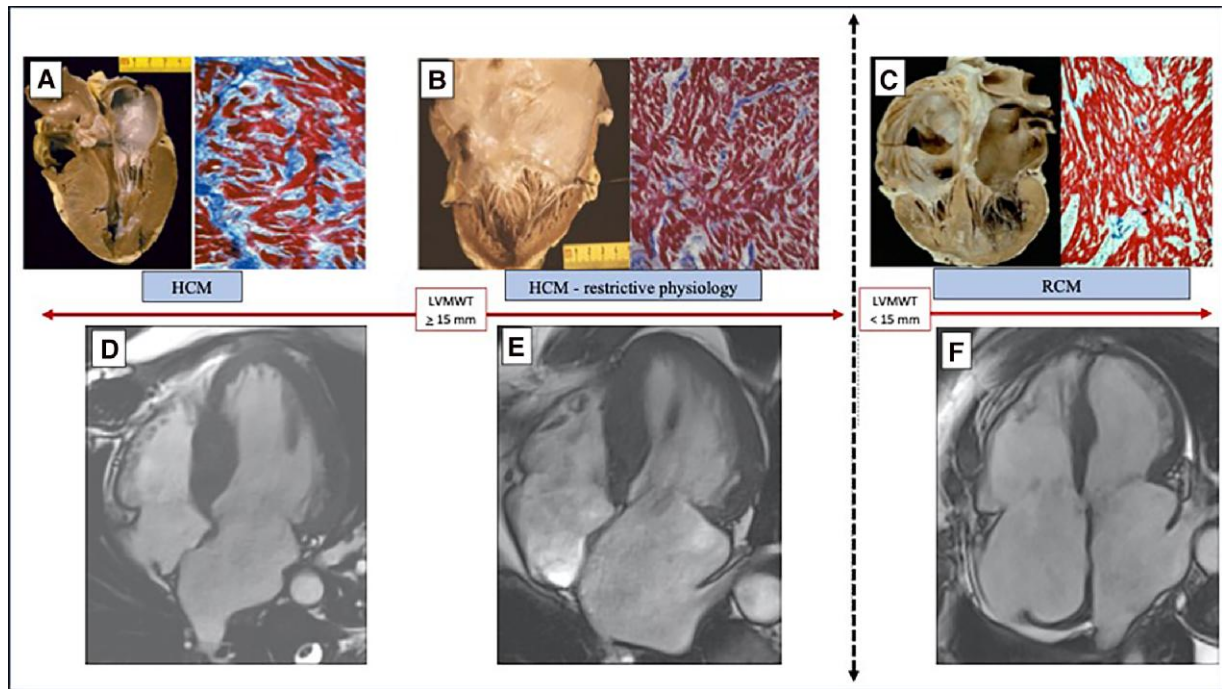 A
B
C
HCM
HCM - restrictive physiology
RCM
LVMWT
≥ 15 mm
LVMWT
< 15 mm
D
E
F